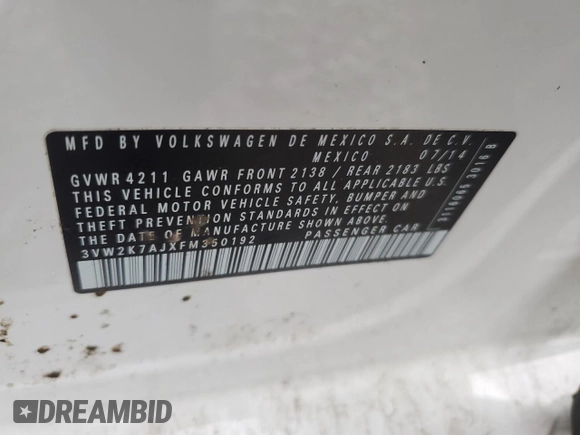 MFD BY VOLKSWAGEN DE MEXICO S.A. DE C.V.
MEXICO 07/14
GVWR 4211 GAWR FRONT 2138 / REAR 2183 LBS
THIS VEHICLE CONFORMS TO ALL APPLICABLE U.S.
FEDERAL MOTOR VEHICLE SAFETY, BUMPER AND
THEFT PREVENTION STANDARDS IN EFFECT ON
THE DATE OF MANUFACTURE SHOWN ABOVE.
3VW2K7AJXFM350192 PASSENGER CAR
DREAMBID